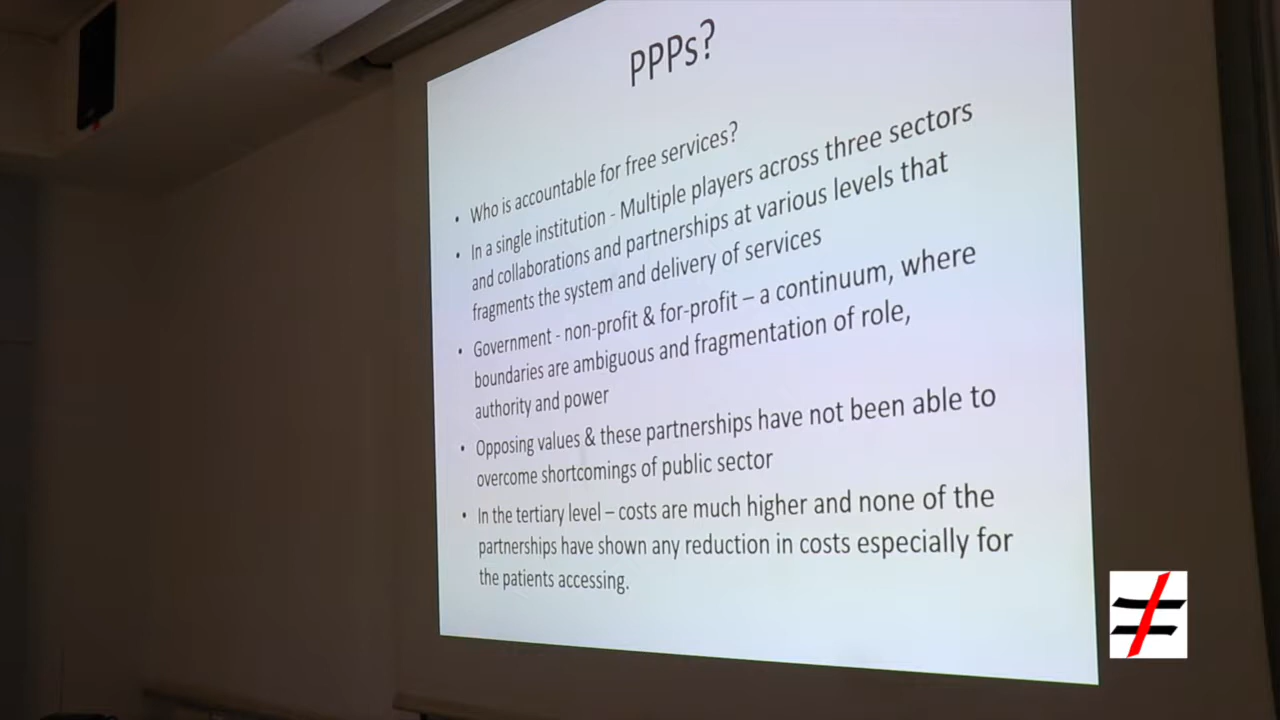 PPPs?
• Who is accountable for free services?
• In a single institution - Multiple players across three sectors
and collaborations and partnerships at various levels that
fragments the system and delivery of services
• Government - non-profit & for-profit – a continuum, where
boundaries are ambiguous and fragmentation of role,
authority and power
• Opposing values & these partnerships have not been able to
overcome shortcomings of public sector
• In the tertiary level – costs are much higher and none of the
partnerships have shown any reduction in costs especially for
the patients accessing.